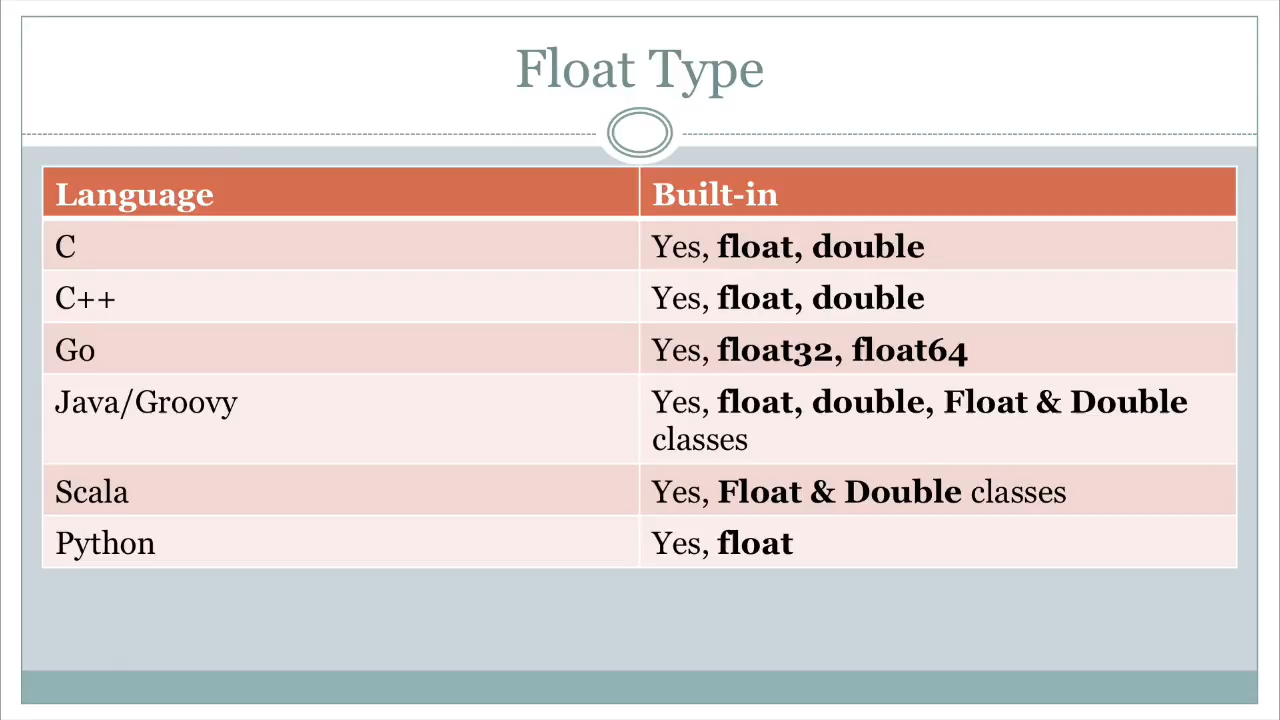 Float Type
Language
Built-in
C
Yes, float, double
C++
Yes, float, double
Go
Yes, float32, float64
Java/Groovy
Yes, float, double, Float & Double
classes
Scala
Yes, Float & Double classes
Python
Yes, float